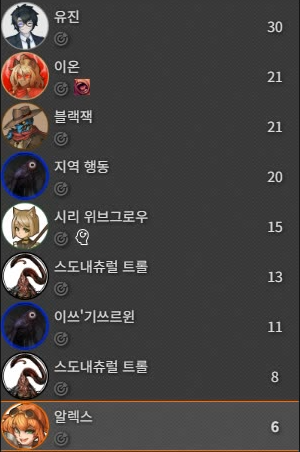 유진
30
이온
21
블랙잭
21
지역 행동
20
시리 위브그로우
15
스도내츄럴 트롤
13
이쓰'기쓰르윈
11
스도내츄럴 트롤
8
알렉스
6